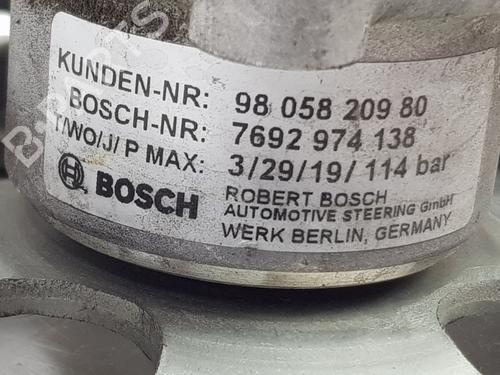 KUNDEN-NR: 98 058 209 80
BOSCH-NR: 7692 974 138
T/WO/J/P MAX: 3/29/19/ 114 bar
BOSCH
ROBERT BOSCH
AUTOMOTIVE STEERING GmbH
WERK BERLIN, GERMANY